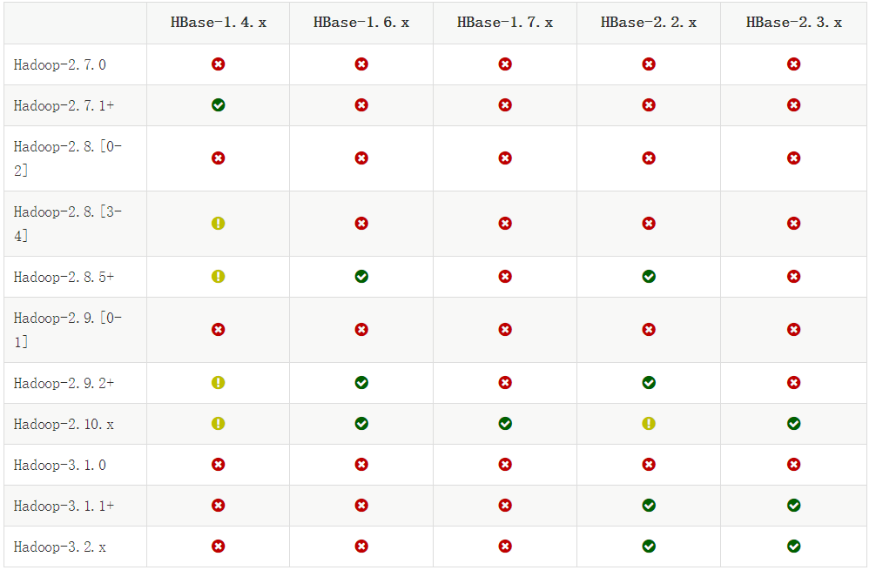 HBase-1.4.x HBase-1.6.x HBase-1.7.x HBase-2.2.x HBase-2.3.x
Hadoop-2.7.0
Hadoop-2.7.1+
Hadoop-2.8.[0-
2]
Hadoop-2.8.[3-
4]
Hadoop-2.8.5+
Hadoop-2.9.[0-
1]
Hadoop-2.9.2+
Hadoop-2.10.x
Hadoop-3.1.0
Hadoop-3.1.1+
Hadoop-3.2.x